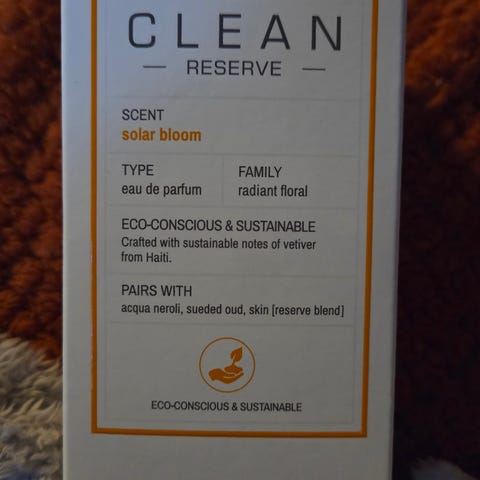 CLEAN
RESERVE
SCENT
solar bloom
TYPE
eau de parfum
FAMILY
radiant floral
ECO-CONSCIOUS & SUSTAINABLE
Crafted with sustainable notes of vetiver
from Haiti.
PAIRS WITH
acqua neroli, sueded oud, skin [reserve blend]
ECO-CONSCIOUS & SUSTAINABLE